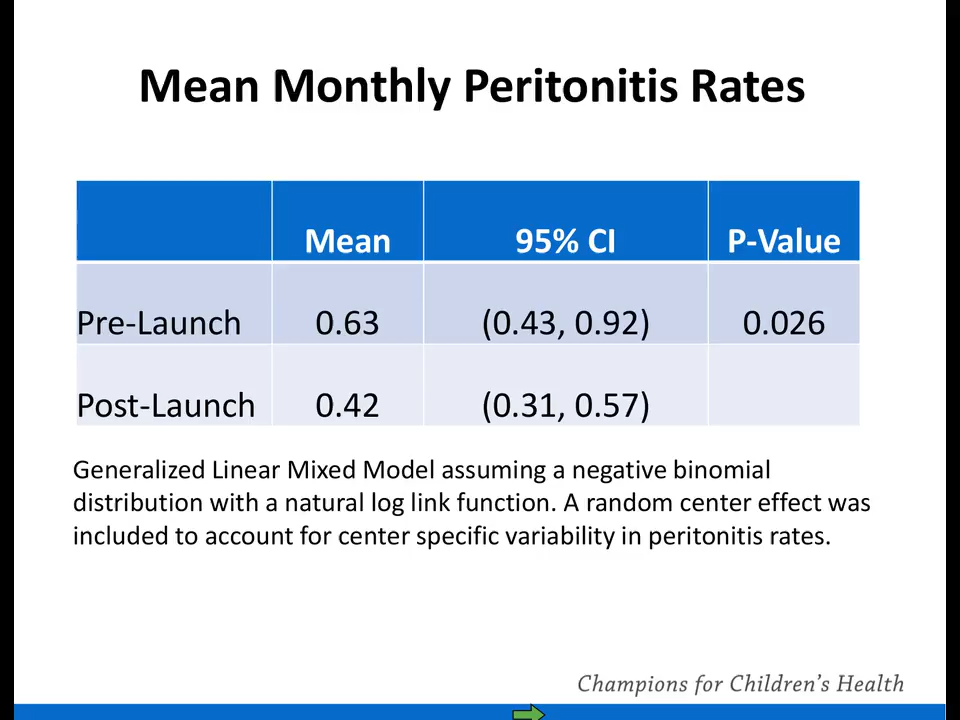 Mean Monthly Peritonitis Rates
Mean 95% CI P-Value
Pre-Launch 0.63 (0.43, 0.92) 0.026
Post-Launch 0.42 (0.31, 0.57)
Generalized Linear Mixed Model assuming a negative binomial
distribution with a natural log link function. A random center effect was
included to account for center specific variability in peritonitis rates.
Champions for Children's Health